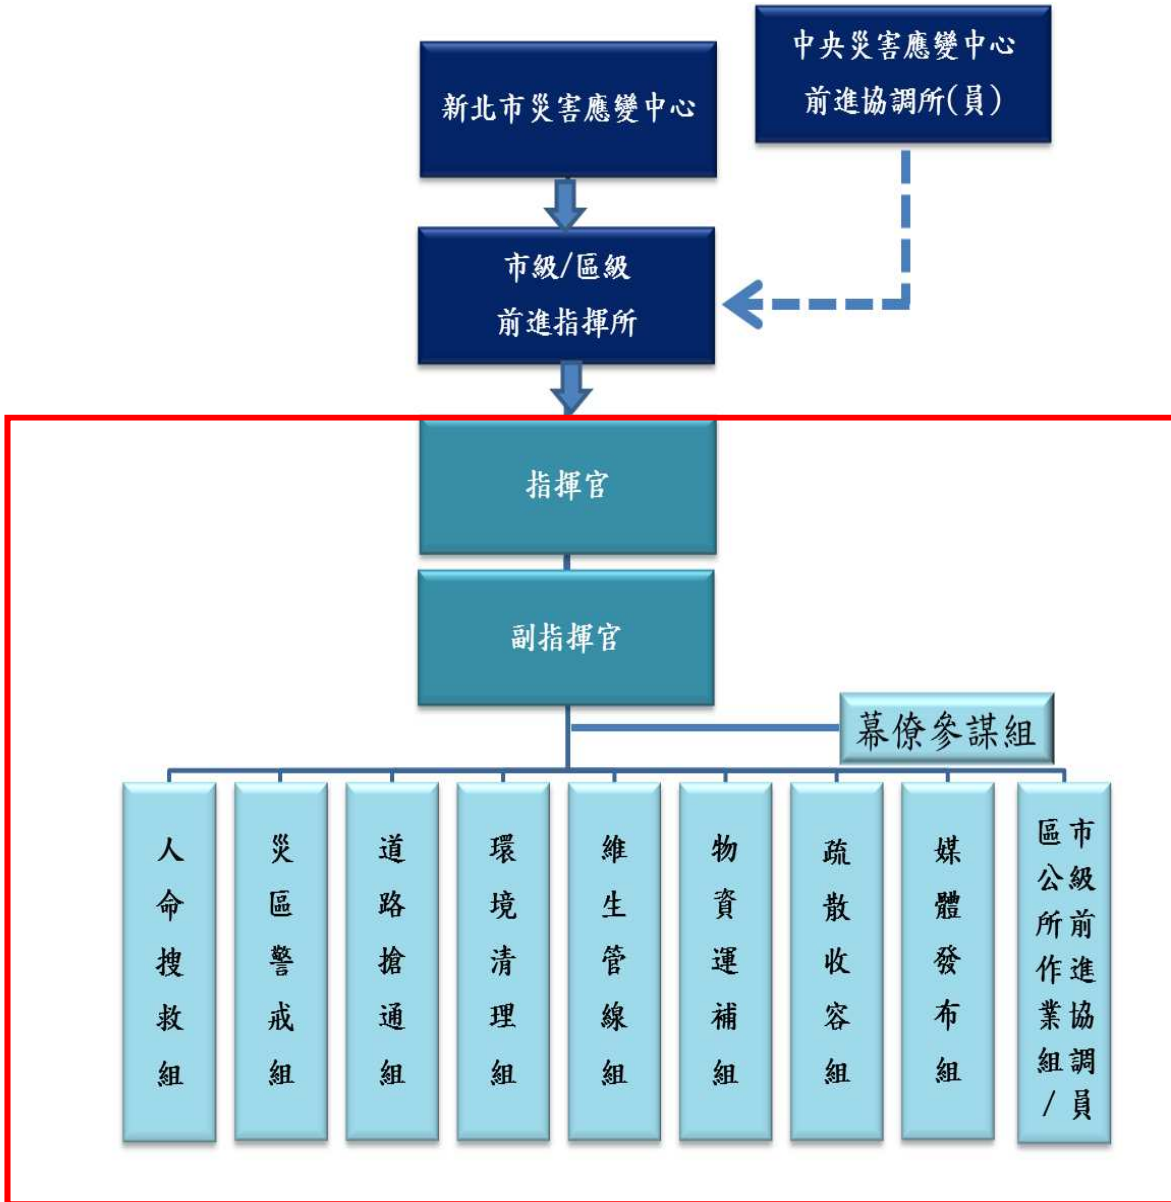 新北市災害應變中心
中央災害應變中心
前進協調所(員)
市級/區級
前進指揮所
指揮官
副指揮官
幕僚參謀組
人命搜救組
災區警戒組
道路搶通組
環境清理組
維生管線組
物資運補組
疏散收容組
媒體發布組
區公所作業組/
市級前進協調員